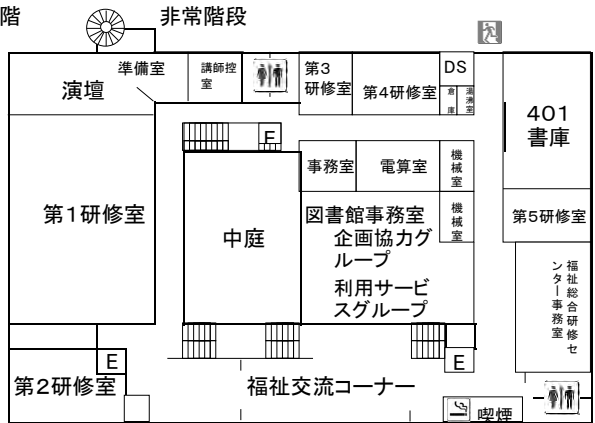 階
非常階段
準備室
講師控
室
演壇
第3
研修室
第4研修室
DS
倉庫
湯沸室
401
書庫
E
事務室
電算室
機械室
第1研修室
中庭
図書館事務室
企画協力グ
ループ
利用サービ
スグループ
機械室
第5研修室
福祉総合研修セ
ンター事務室
E
E
第2研修室
福祉交流コーナー
喫煙